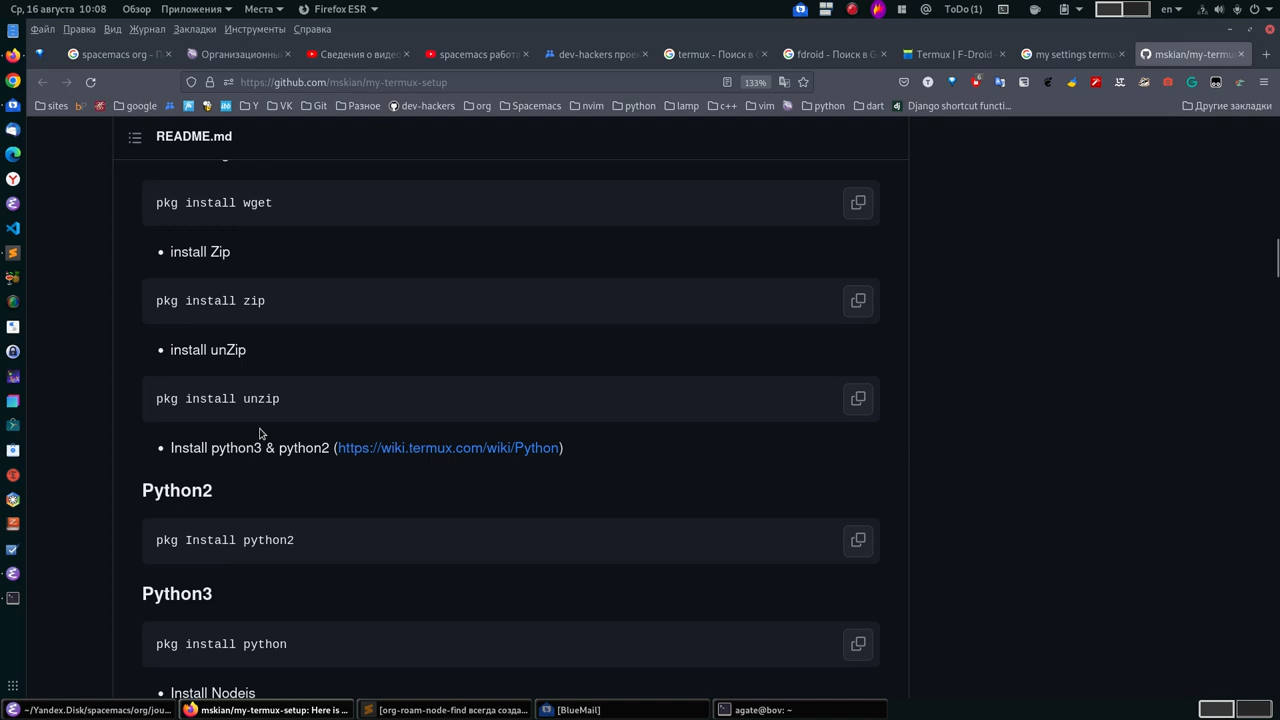 Ср, 16 августа 10:08 Обзор Приложения Места Firefox ESR ToDo (1) en
Файл Правка Вид Журнал Закладки Инструменты Справка
spacemacs org - П Организационны Сведения о видео spacemacs работа dev-hackers прое termux - Поиск в G fdroid - Поиск в G Termux | F-Droid my settings term mskian/my-termux
https://github.com/mskian/my-termux-setup 133%
sites google Y VK Git Разное dev-hackers org Spacemacs nvim python lamp c++ vim python dart Django shortcut functi... Другие закладки
README.md
pkg install wget
install Zip
pkg install zip
install unZip
pkg install unzip
Install python3 & python2 (https://wiki.termux.com/wiki/Python)
Python2
pkg Install python2
Python3
pkg install python
Install Nodejs
~/Yandex.Disk/spacemacs/org/jou... mskian/my-termux-setup: Here is ... [org-roam-node-find всегда созда... [BlueMail] agate@bov: ~